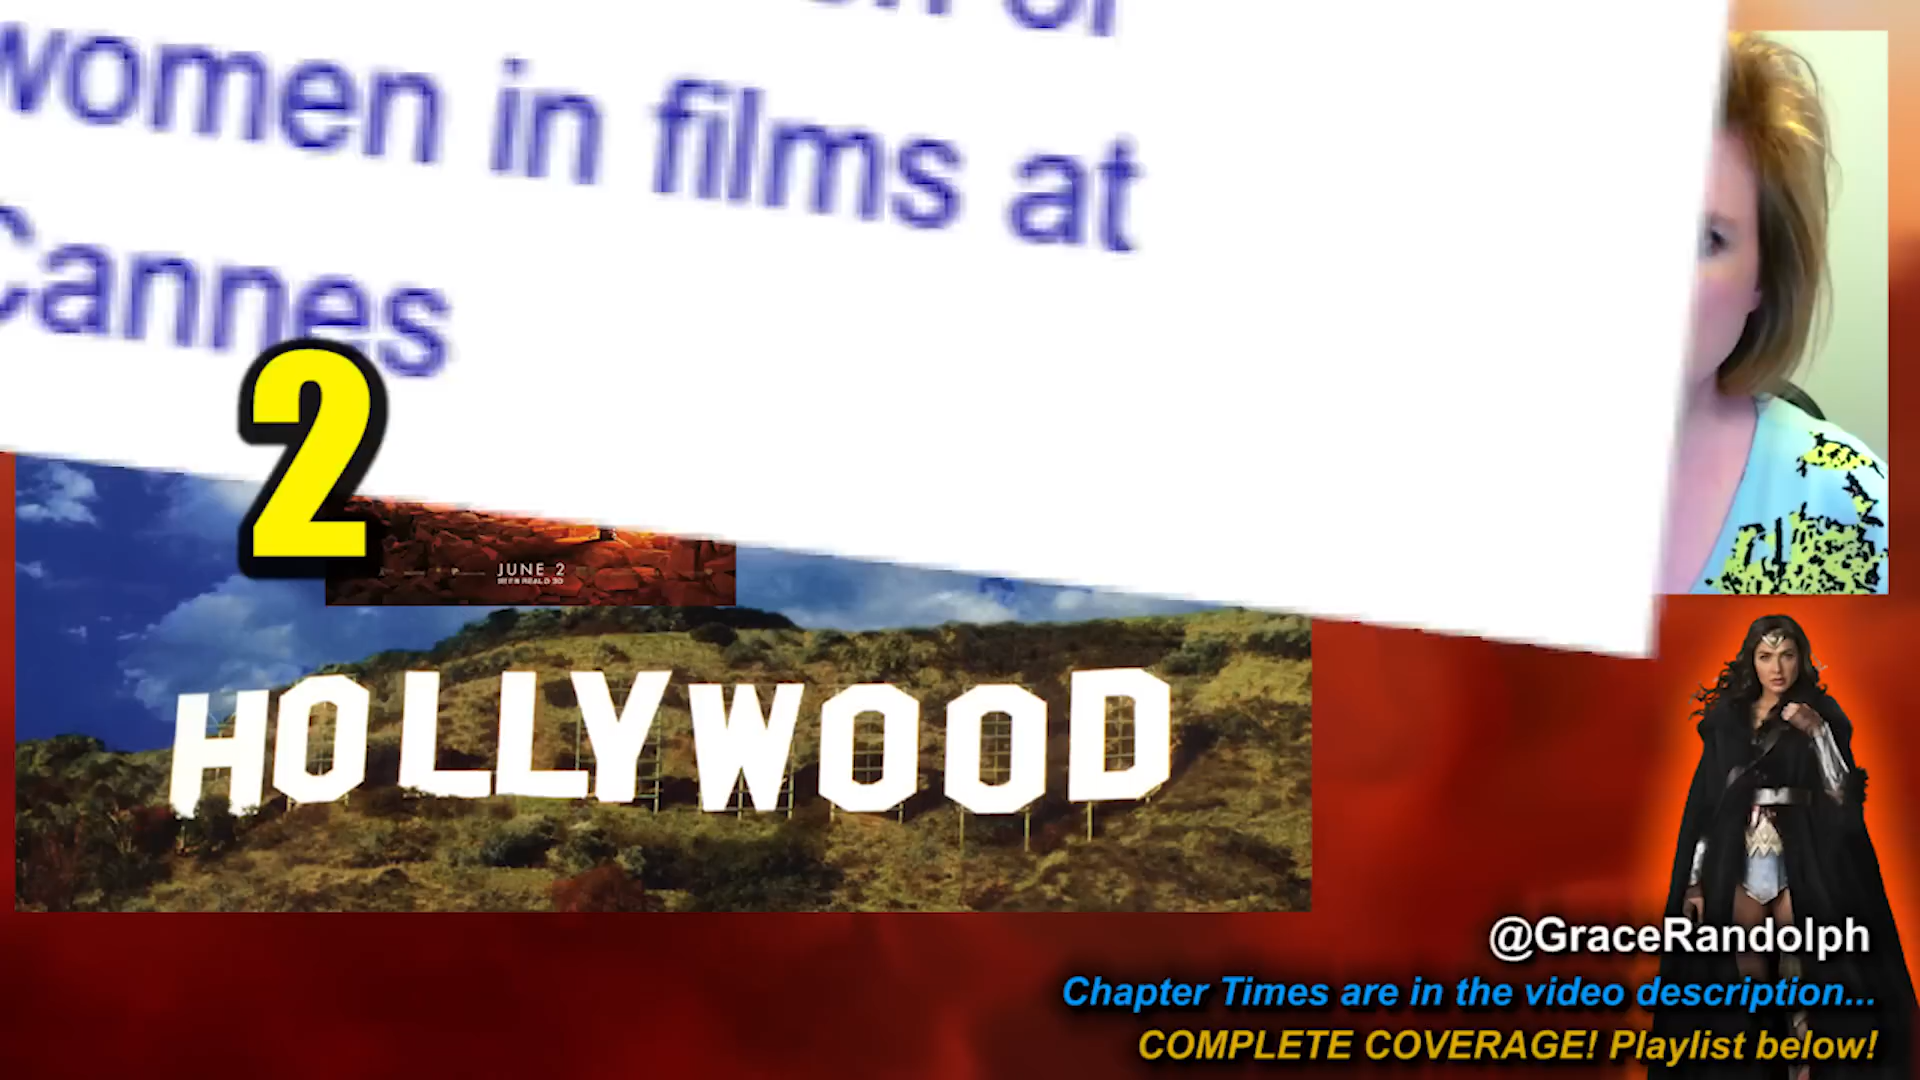 women in films at
Cannes
2
JUNE 2
HOLLYWOOD
@GraceRandolph
Chapter Times are in the video description...
COMPLETE COVERAGE! Playlist below!